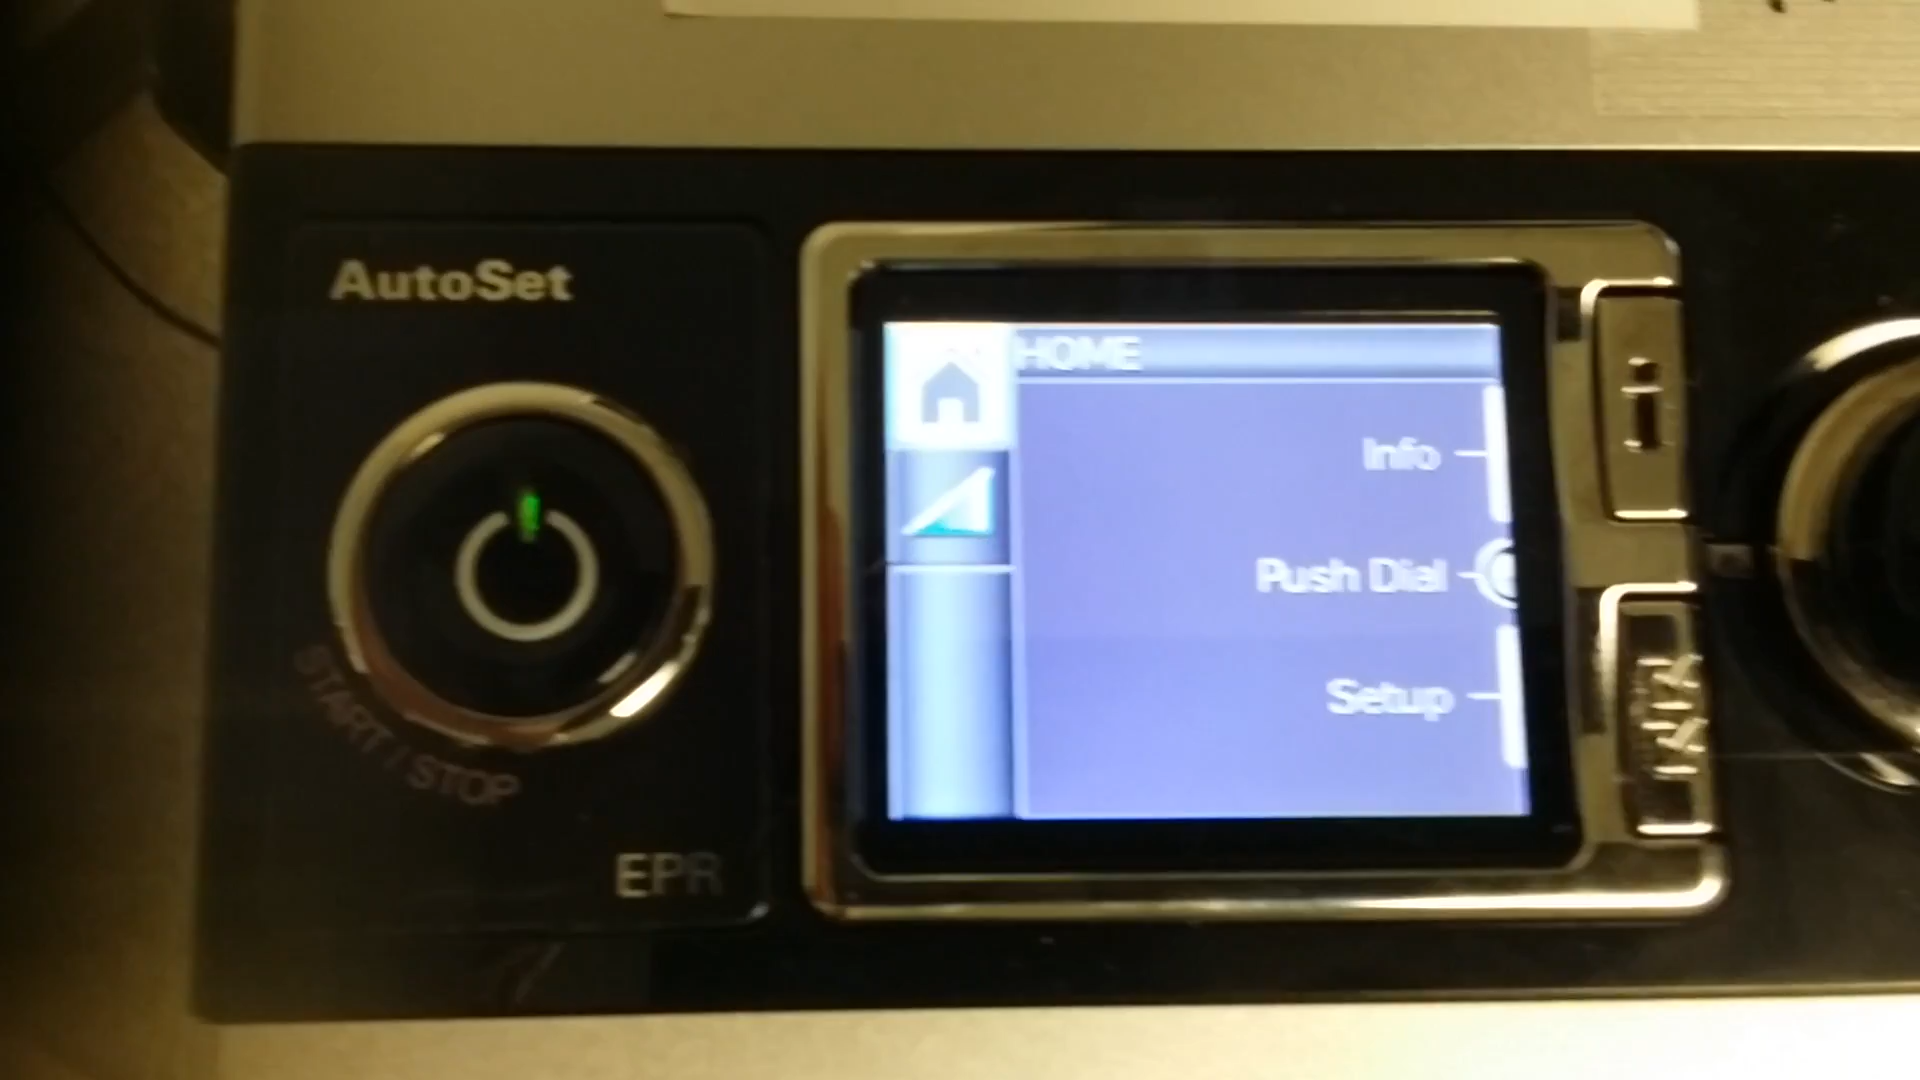 AutoSet
START / STOP
EPR
HOME
Info
Push Dial
Setup